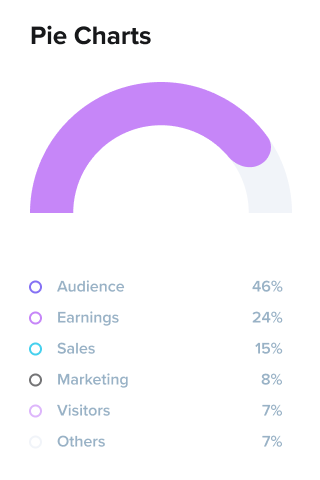 Pie Charts
Audience 46%
Earnings 24%
Sales 15%
Marketing 8%
Visitors 7%
Others 7%